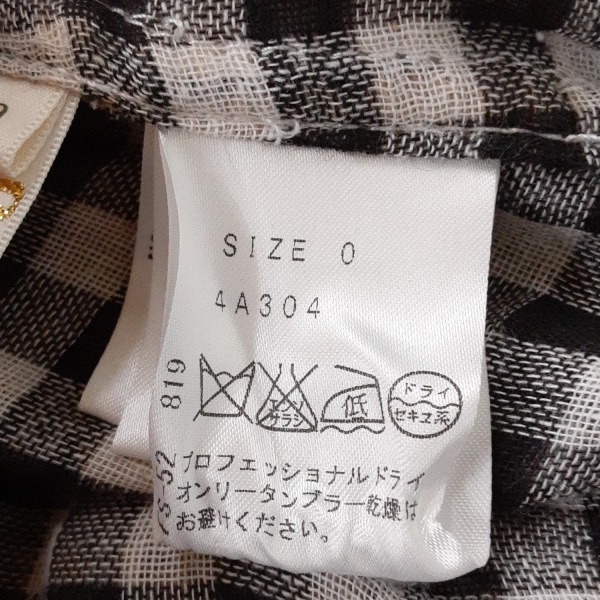 SIZE 0
4A304
819
エンソ
サラシ
低
ドライ
セキユ系
プロフェッショナルドライ
オンリータンブラー乾燥は
お避けください。